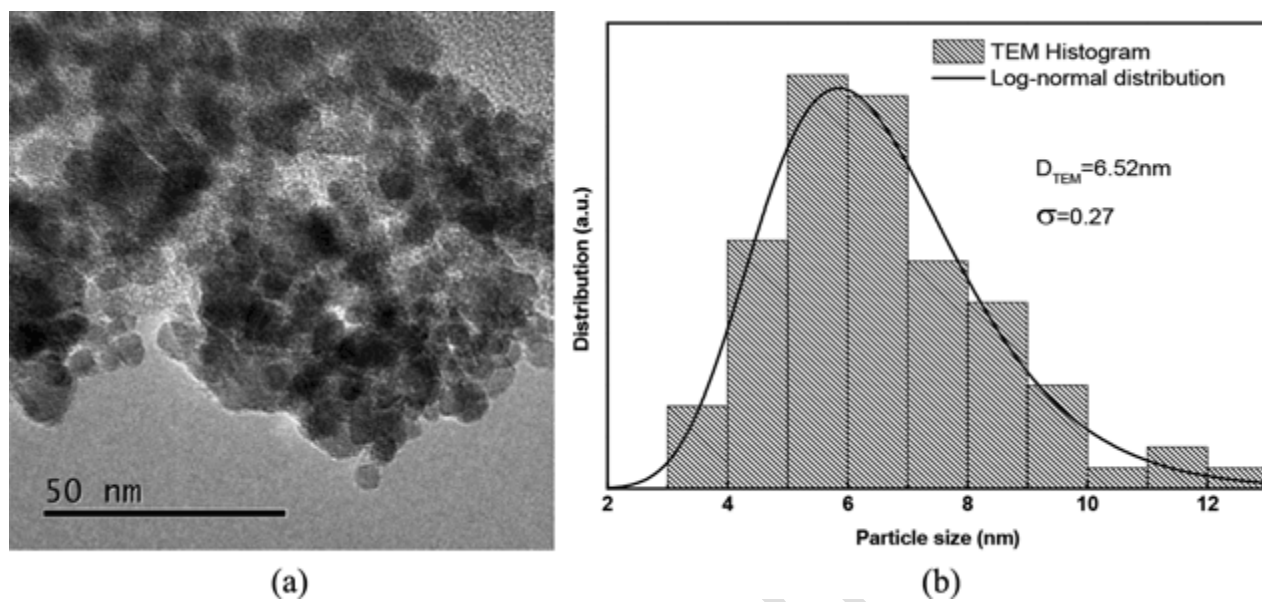 50 nm
(a)
TEM Histogram
Log-normal distribution
D_TEM=6.52nm
σ=0.27
Distribution (a.u.)
2 4 6 8 10 12
Particle size (nm)
(b)